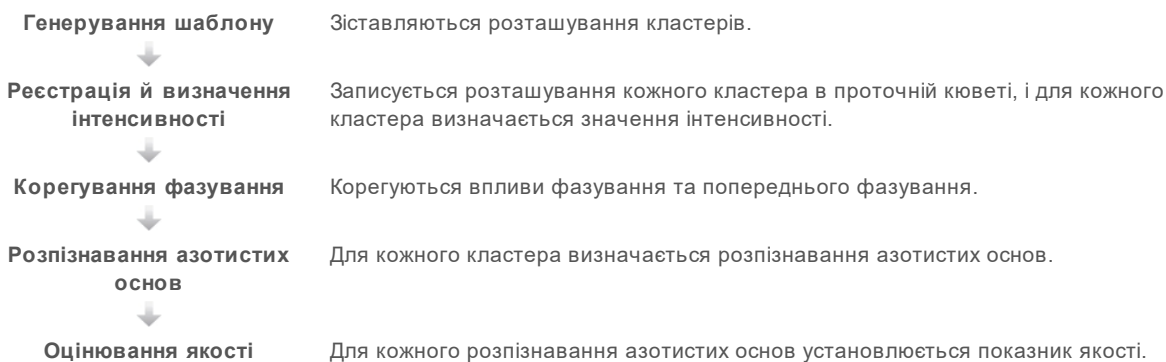 Генерування шаблону
Зіставляються розташування кластерів.
Реєстрація й визначення
інтенсивності
Записується розташування кожного кластера в проточній кюветі, і для кожного
кластера визначається значення інтенсивності.
Корегування фазування
Корегуються впливи фазування та попереднього фазування.
Розпізнавання азотистих
основ
Для кожного кластера визначається розпізнавання азотистих основ.
Оцінювання якості
Для кожного розпізнавання азотистих основ установлюється показник якості.